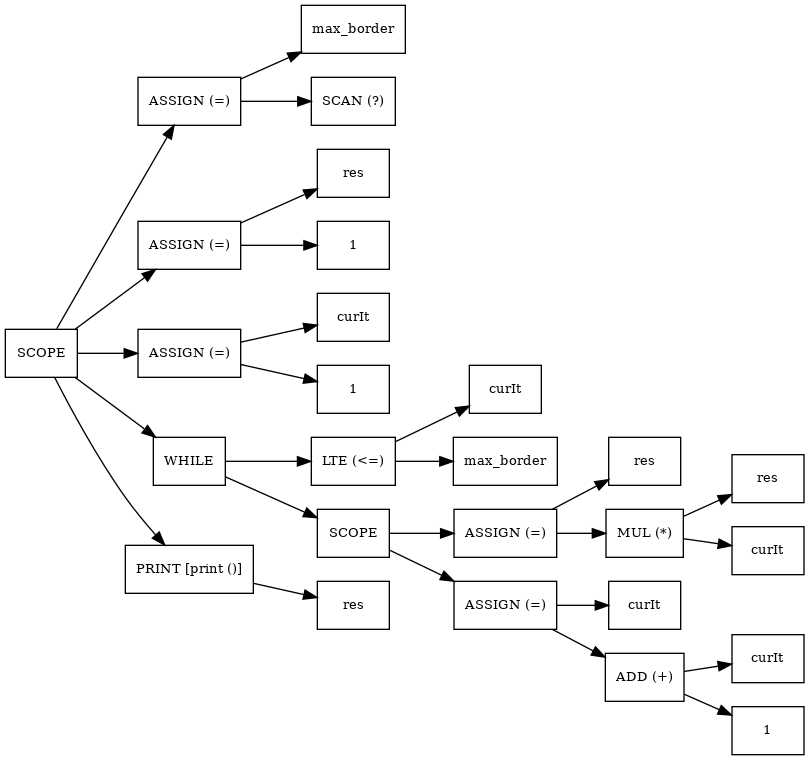 max_border
ASSIGN (=)
SCAN (?)
res
ASSIGN (=)
1
curIt
SCOPE
ASSIGN (=)
1
curIt
WHILE
LTE (<=)
max_border
res
res
SCOPE
ASSIGN (=)
MUL (*)
curIt
PRINT [print ()]
res
ASSIGN (=)
curIt
ADD (+)
curIt
1